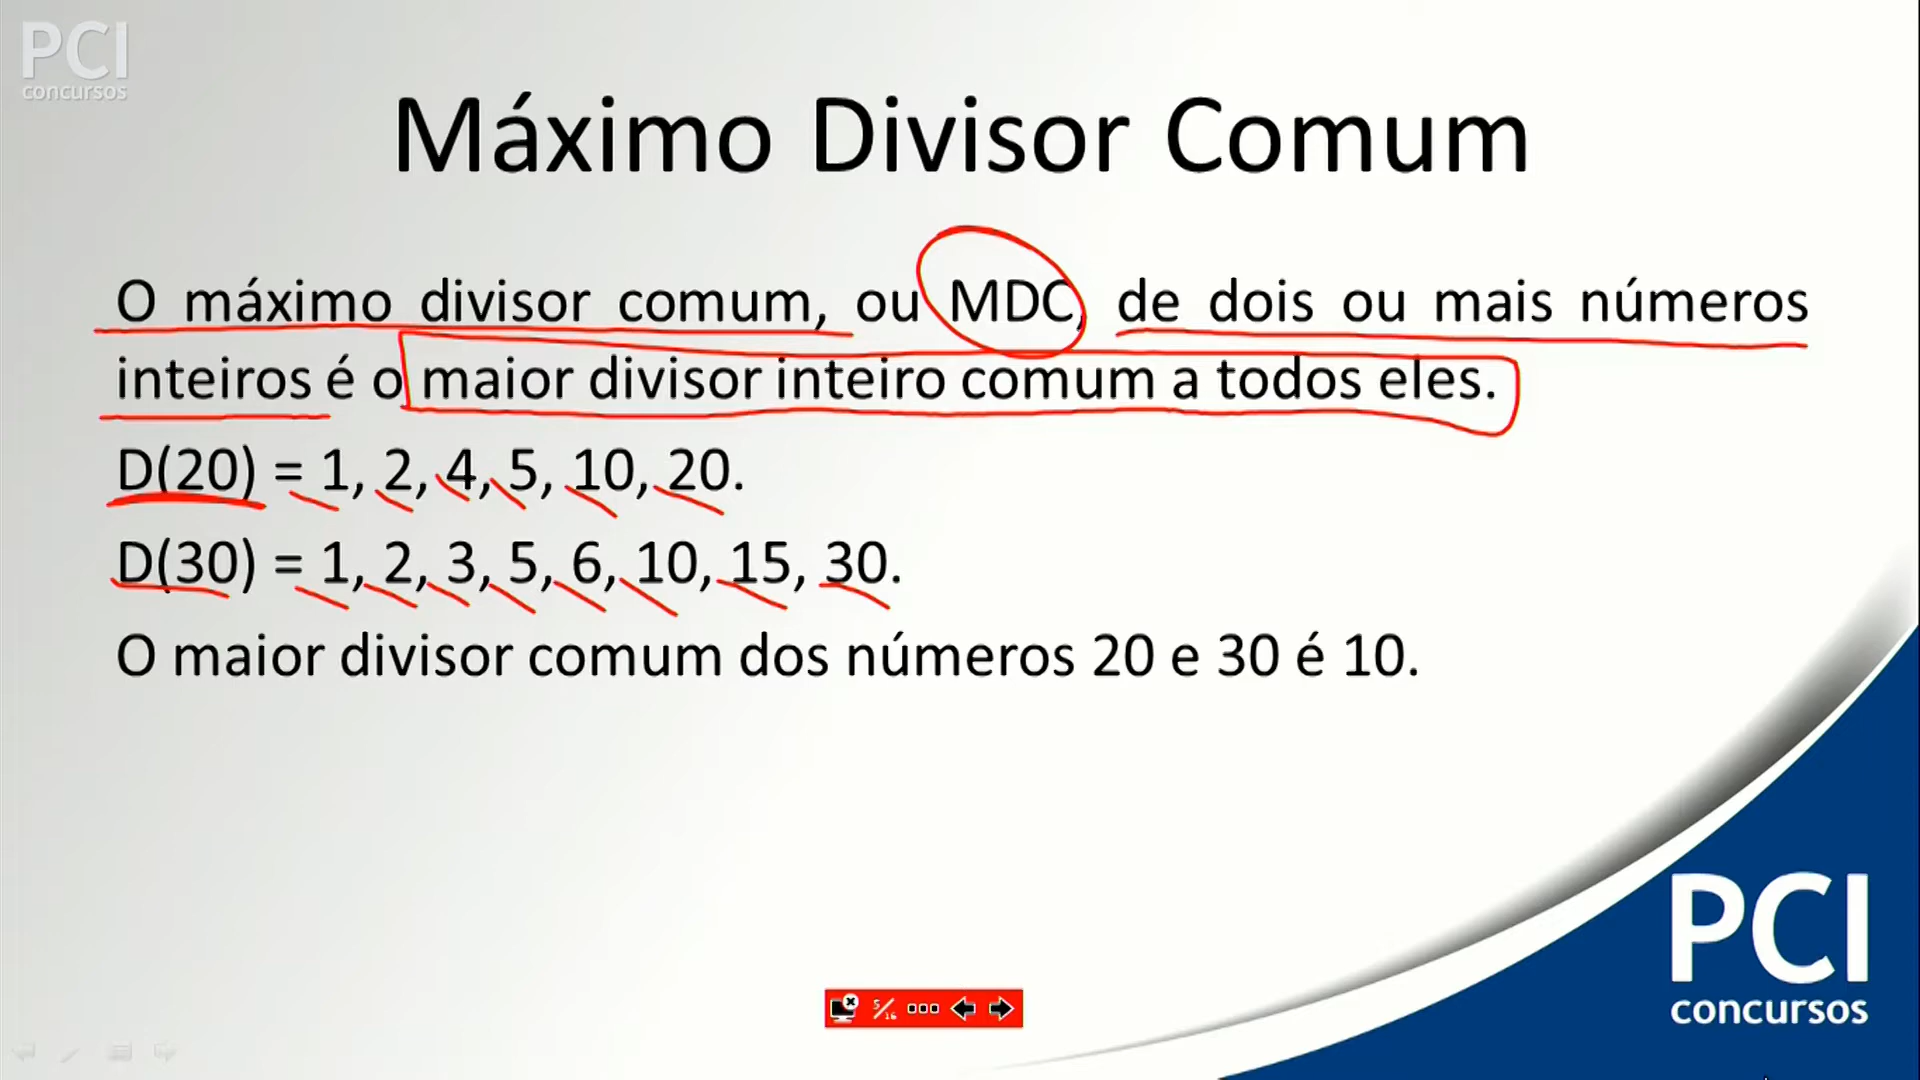 PCI
concursos
Máximo Divisor Comum
O máximo divisor comum, ou MDC, de dois ou mais números
inteiros é o maior divisor inteiro comum a todos eles.
D(20) = 1, 2, 4, 5, 10, 20.
D(30) = 1, 2, 3, 5, 6, 10, 15, 30.
O maior divisor comum dos números 20 e 30 é 10.
PCI
concursos
5/16